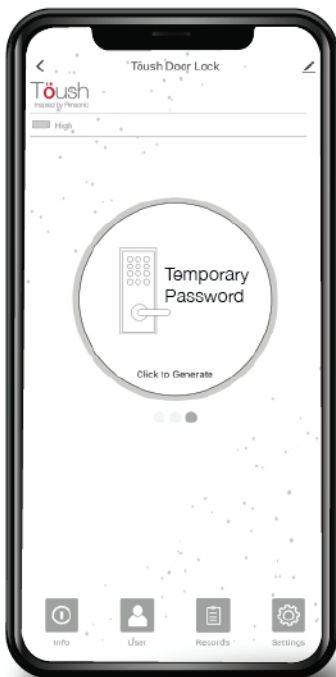 Töush Door Lock
Töush
Inspired by Panasonic
High
Temporary
Password
Click to Generate
Info
User
Records
Settings